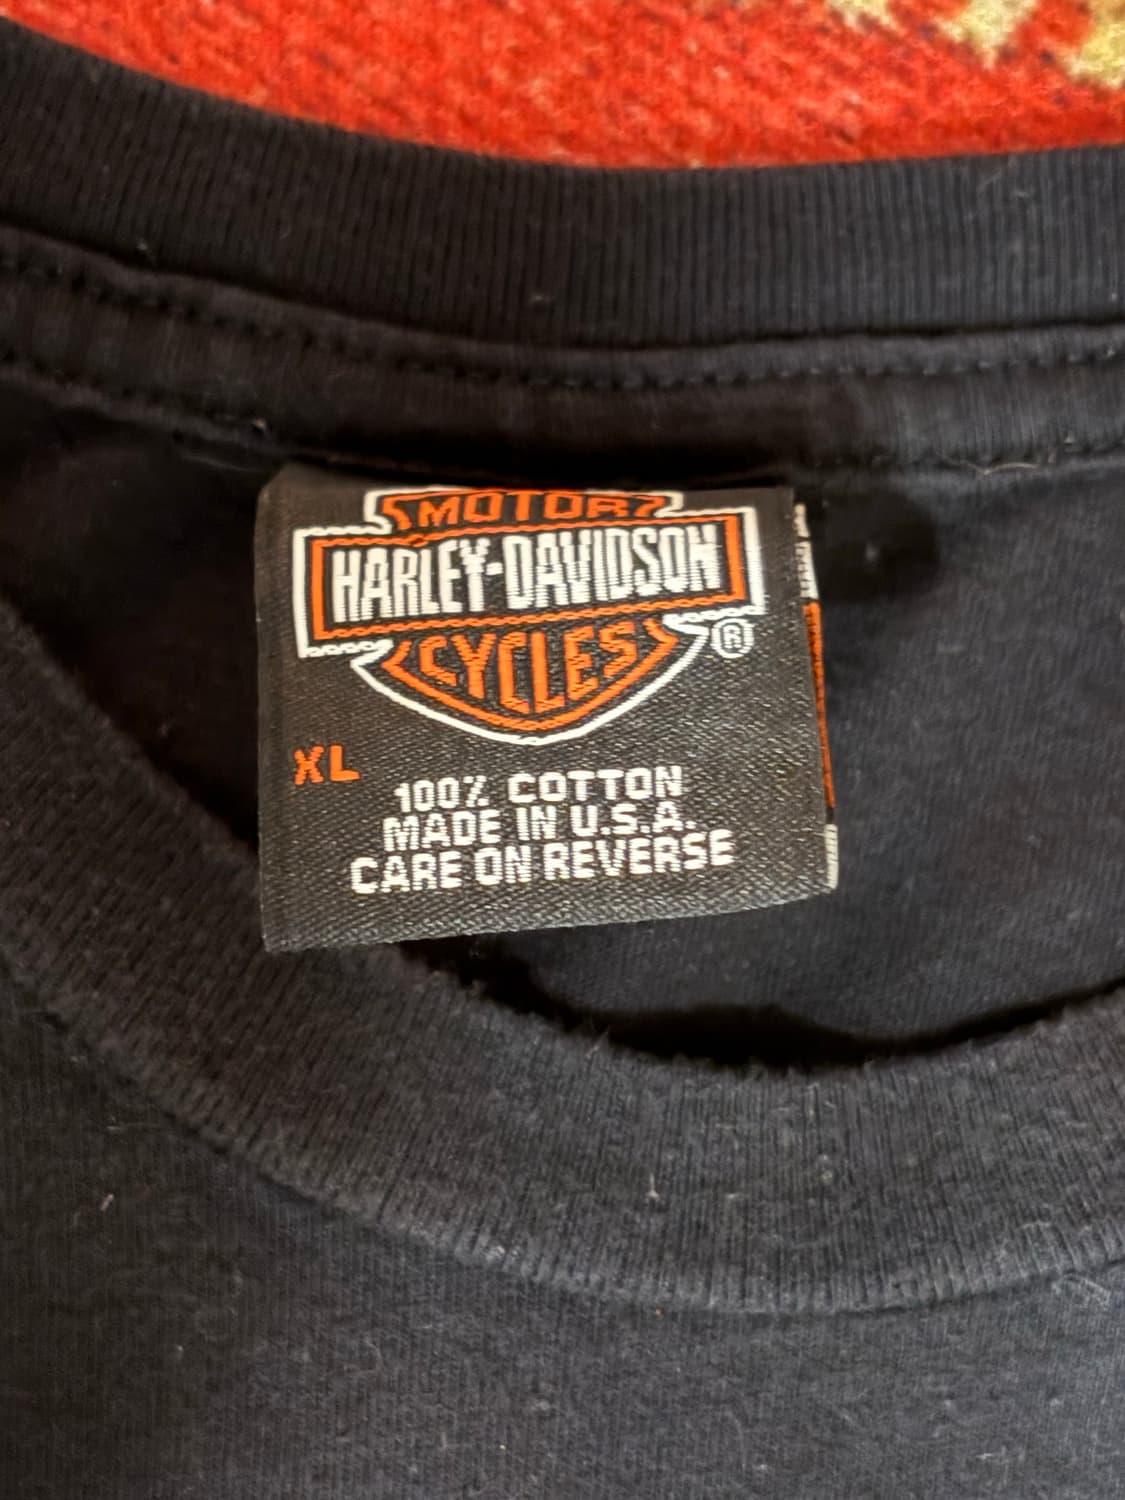 MOTOR
HARLEY-DAVIDSON
CYCLES ®
XL
100% COTTON
MADE IN U.S.A.
CARE ON REVERSE